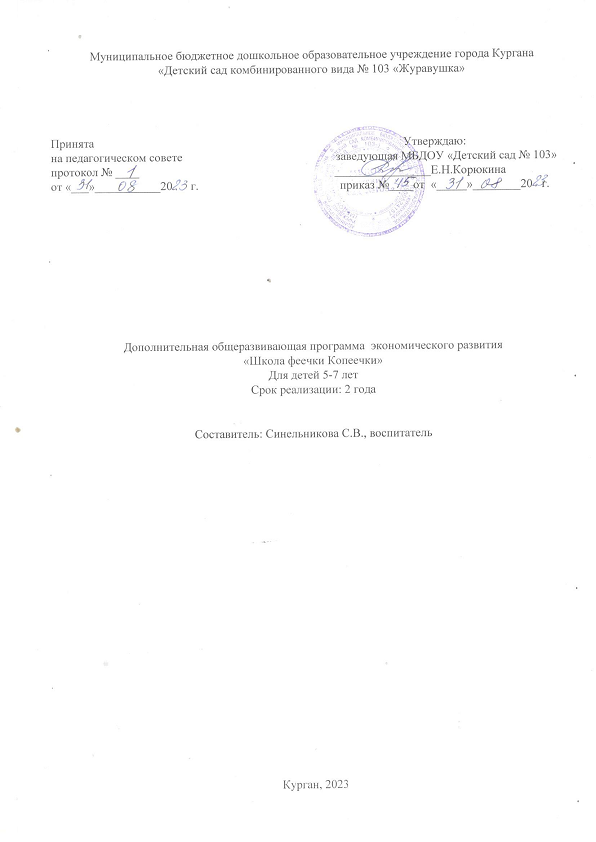 Муниципальное бюджетное дошкольное образовательное учреждение города Кургана
«Детский сад комбинированного вида № 103 «Журавушка»
Принята
на педагогическом совете
протокол № 1
от «31» 08 2023 г.
Утверждаю:
заведующая МБДОУ «Детский сад № 103»
Е.Н.Корюкина
приказ № 45 от «31» 08 2023г.
Дополнительная общеразвивающая программа экономического развития
«Школа феечки Копеечки»
Для детей 5-7 лет
Срок реализации: 2 года
Составитель: Синельникова С.В., воспитатель
Курган, 2023